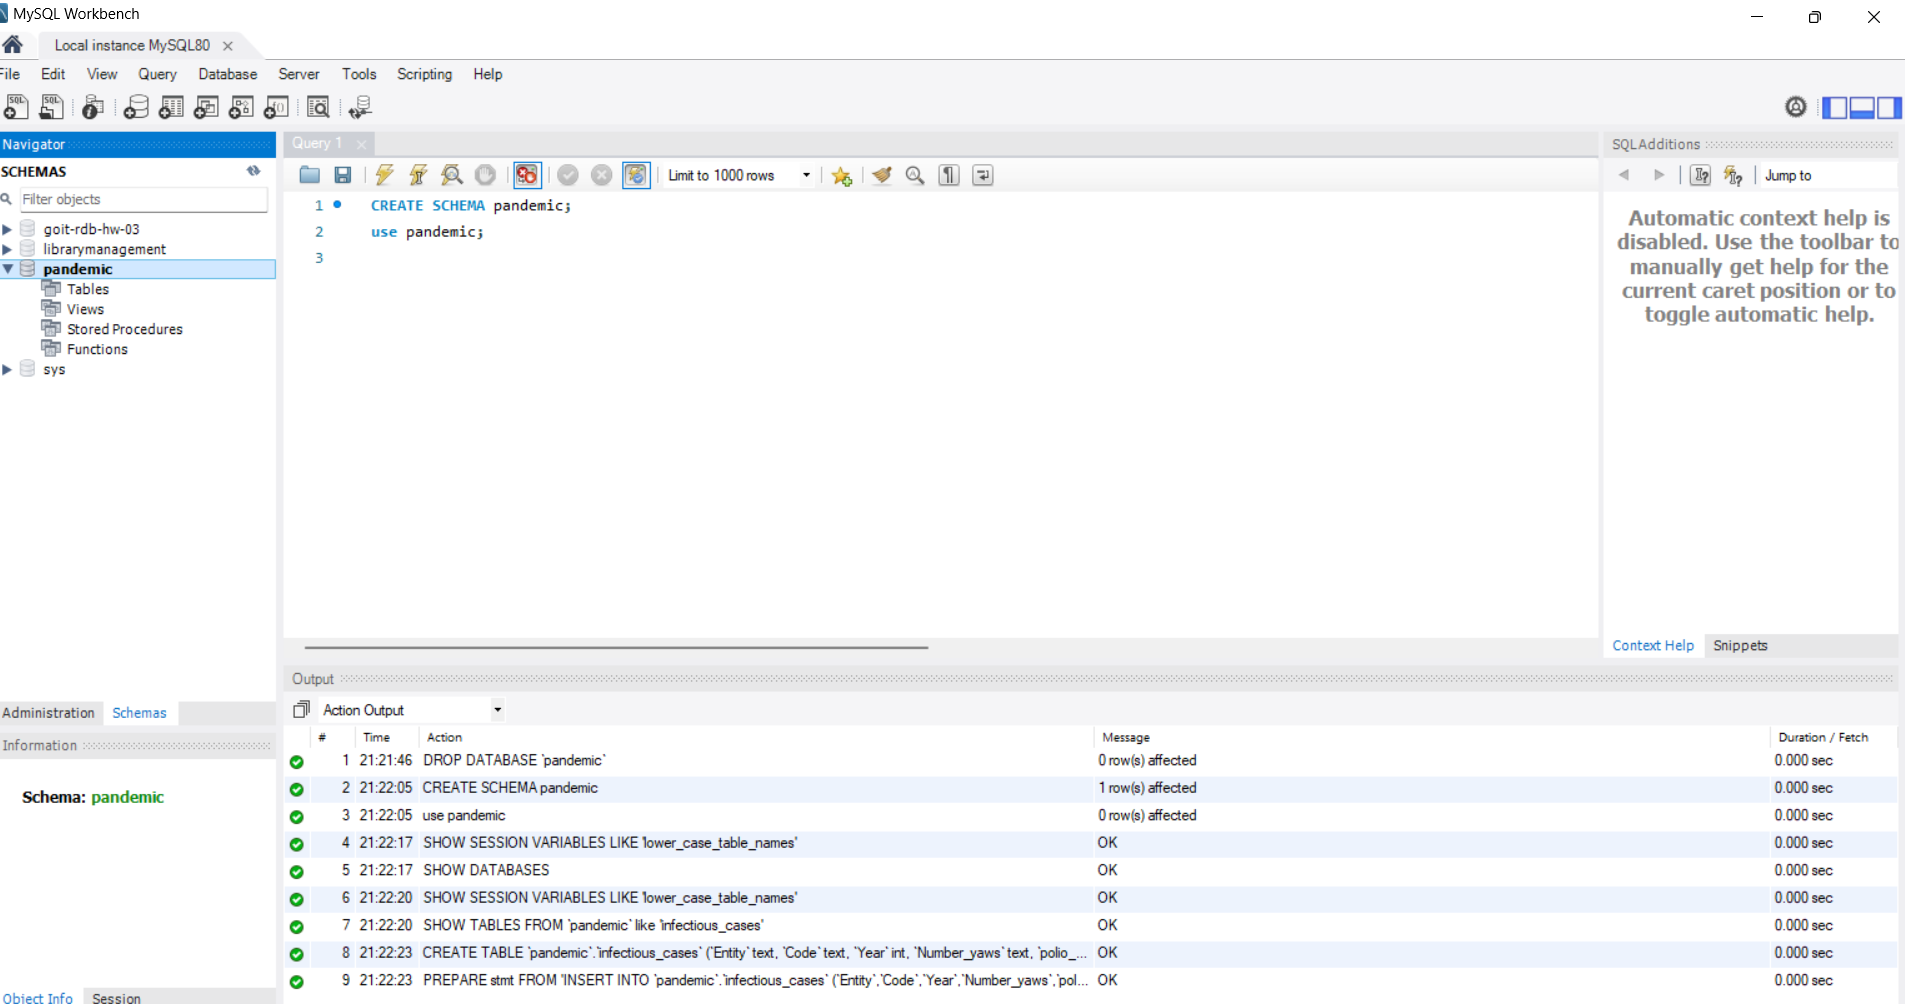 MySQL Workbench
Local instance MySQL80
File Edit View Query Database Server Tools Scripting Help
Navigator
SCHEMAS
Filter objects
goit-rdb-hw-03
librarymanagement
pandemic
Tables
Views
Stored Procedures
Functions
sys
Administration Schemas
Information
Schema: pandemic
Object Info Session
Query 1
Limit to 1000 rows
1 CREATE SCHEMA pandemic;
2 use pandemic;
3
SQLAdditions
Jump to
Automatic context help is
disabled. Use the toolbar to
manually get help for the
current caret position or to
toggle automatic help.
Context Help Snippets
Output
Action Output
# Time Action Message Duration / Fetch
1 21:21:46 DROP DATABASE `pandemic` 0 row(s) affected 0.000 sec
2 21:22:05 CREATE SCHEMA pandemic 1 row(s) affected 0.000 sec
3 21:22:05 use pandemic 0 row(s) affected 0.000 sec
4 21:22:17 SHOW SESSION VARIABLES LIKE 'lower_case_table_names' OK 0.000 sec
5 21:22:17 SHOW DATABASES OK 0.000 sec
6 21:22:20 SHOW SESSION VARIABLES LIKE 'lower_case_table_names' OK 0.000 sec
7 21:22:20 SHOW TABLES FROM `pandemic` like 'infectious_cases' OK 0.000 sec
8 21:22:23 CREATE TABLE `pandemic`.`infectious_cases` (`Entity` text, `Code` text, `Year` int, `Number_yaws` text, `polio_... OK 0.000 sec
9 21:22:23 PREPARE stmt FROM 'INSERT INTO `pandemic`.`infectious_cases` (`Entity`,`Code`,`Year`,`Number_yaws`,`pol... OK 0.000 sec